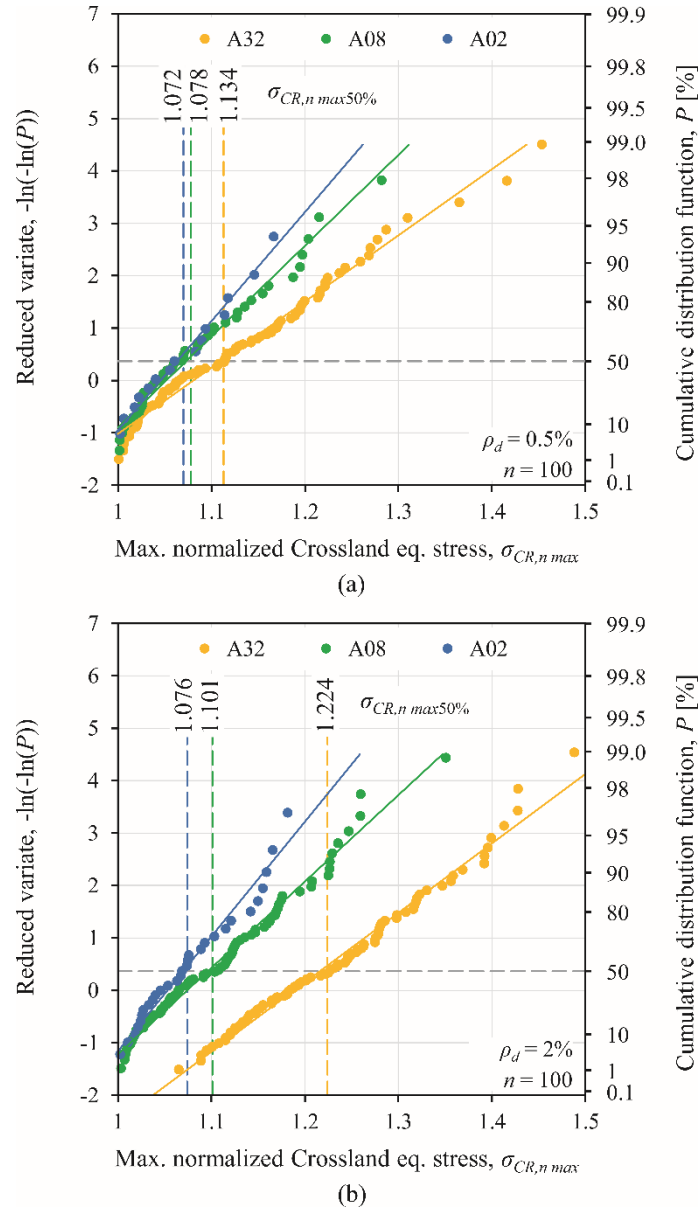 A32 A08 A02
7
6
5
4
3
2
1
0
-1
-2
Reduced variate, -ln(-ln(P))
1.072
1.078
1.134
σCR,n max50%
99.9
99.8
99.5
99.0
98
95
90
80
50
10
1
0.1
Cumulative distribution function, P [%]
ρd = 0.5%
n = 100
1 1.1 1.2 1.3 1.4 1.5
Max. normalized Crossland eq. stress, σCR,n max
(a)
A32 A08 A02
7
6
5
4
3
2
1
0
-1
-2
Reduced variate, -ln(-ln(P))
1.076
1.101
1.224
σCR,n max50%
99.9
99.8
99.5
99.0
98
95
90
80
50
10
1
0.1
Cumulative distribution function, P [%]
ρd = 2%
n = 100
1 1.1 1.2 1.3 1.4 1.5
Max. normalized Crossland eq. stress, σCR,n max
(b)